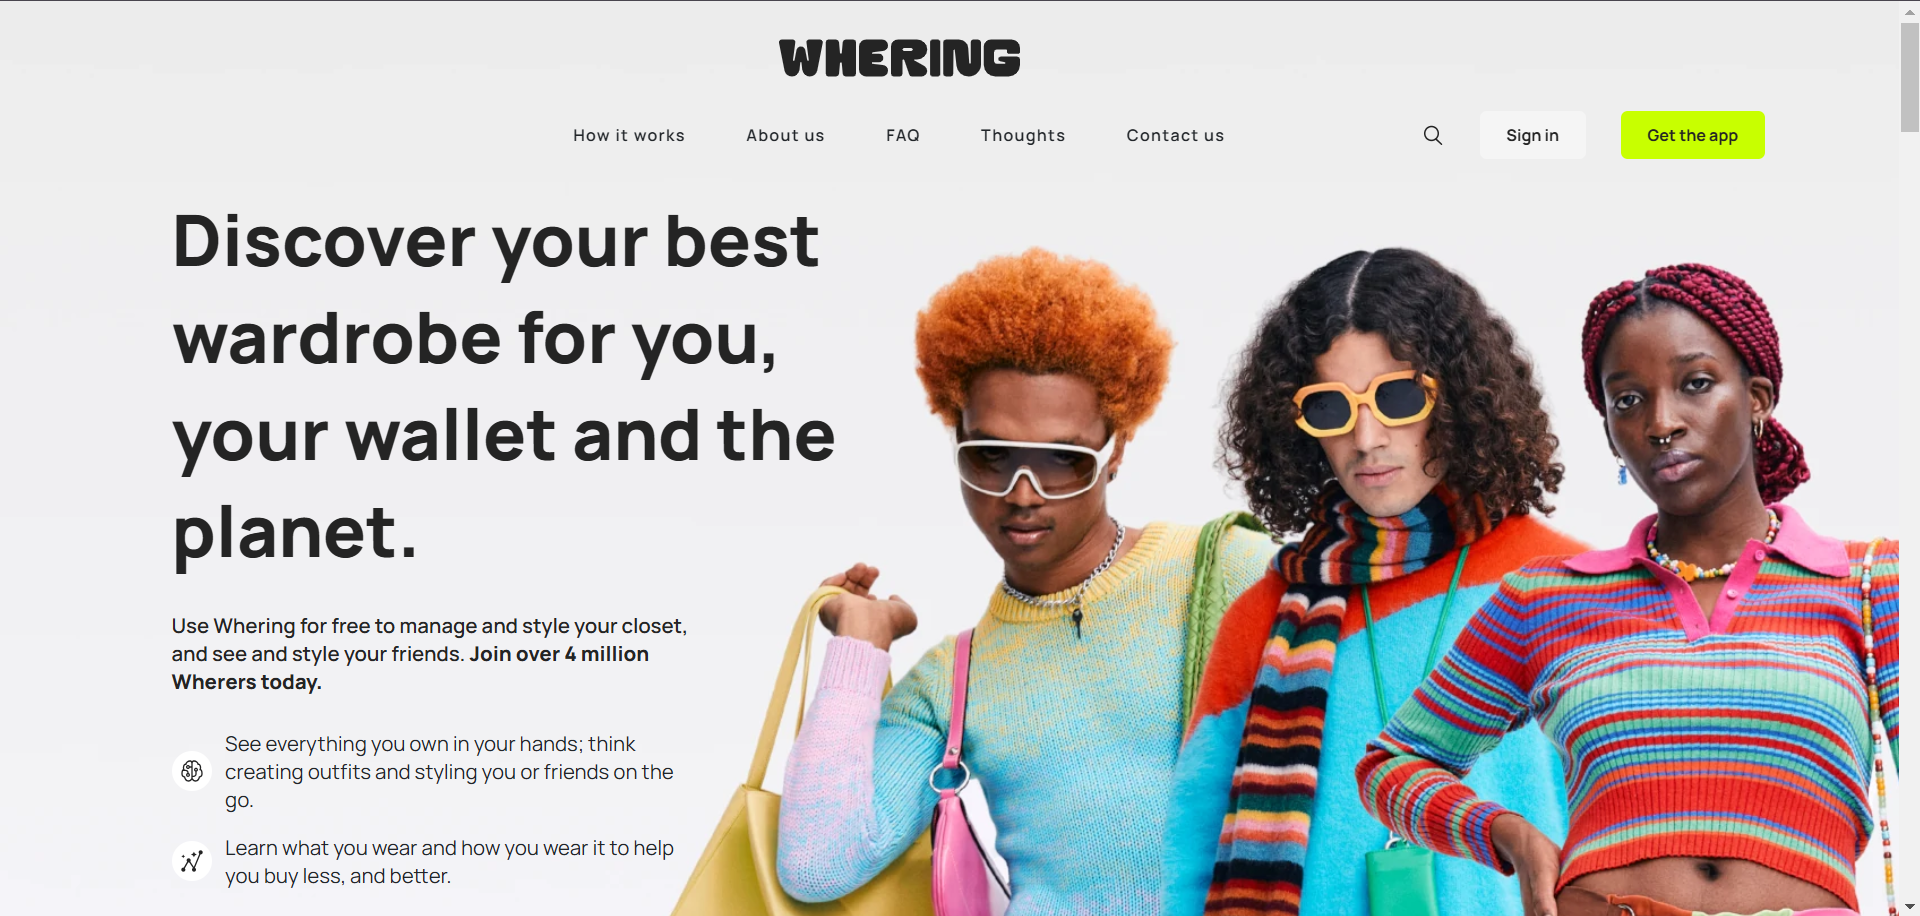 WHERING
How it works
About us
FAQ
Thoughts
Contact us
Sign in
Get the app
Discover your best
wardrobe for you,
your wallet and the
planet.
Use Whering for free to manage and style your closet,
and see and style your friends. Join over 4 million
Wherers today.
See everything you own in your hands; think
creating outfits and styling you or friends on the
go.
Learn what you wear and how you wear it to help
you buy less, and better.